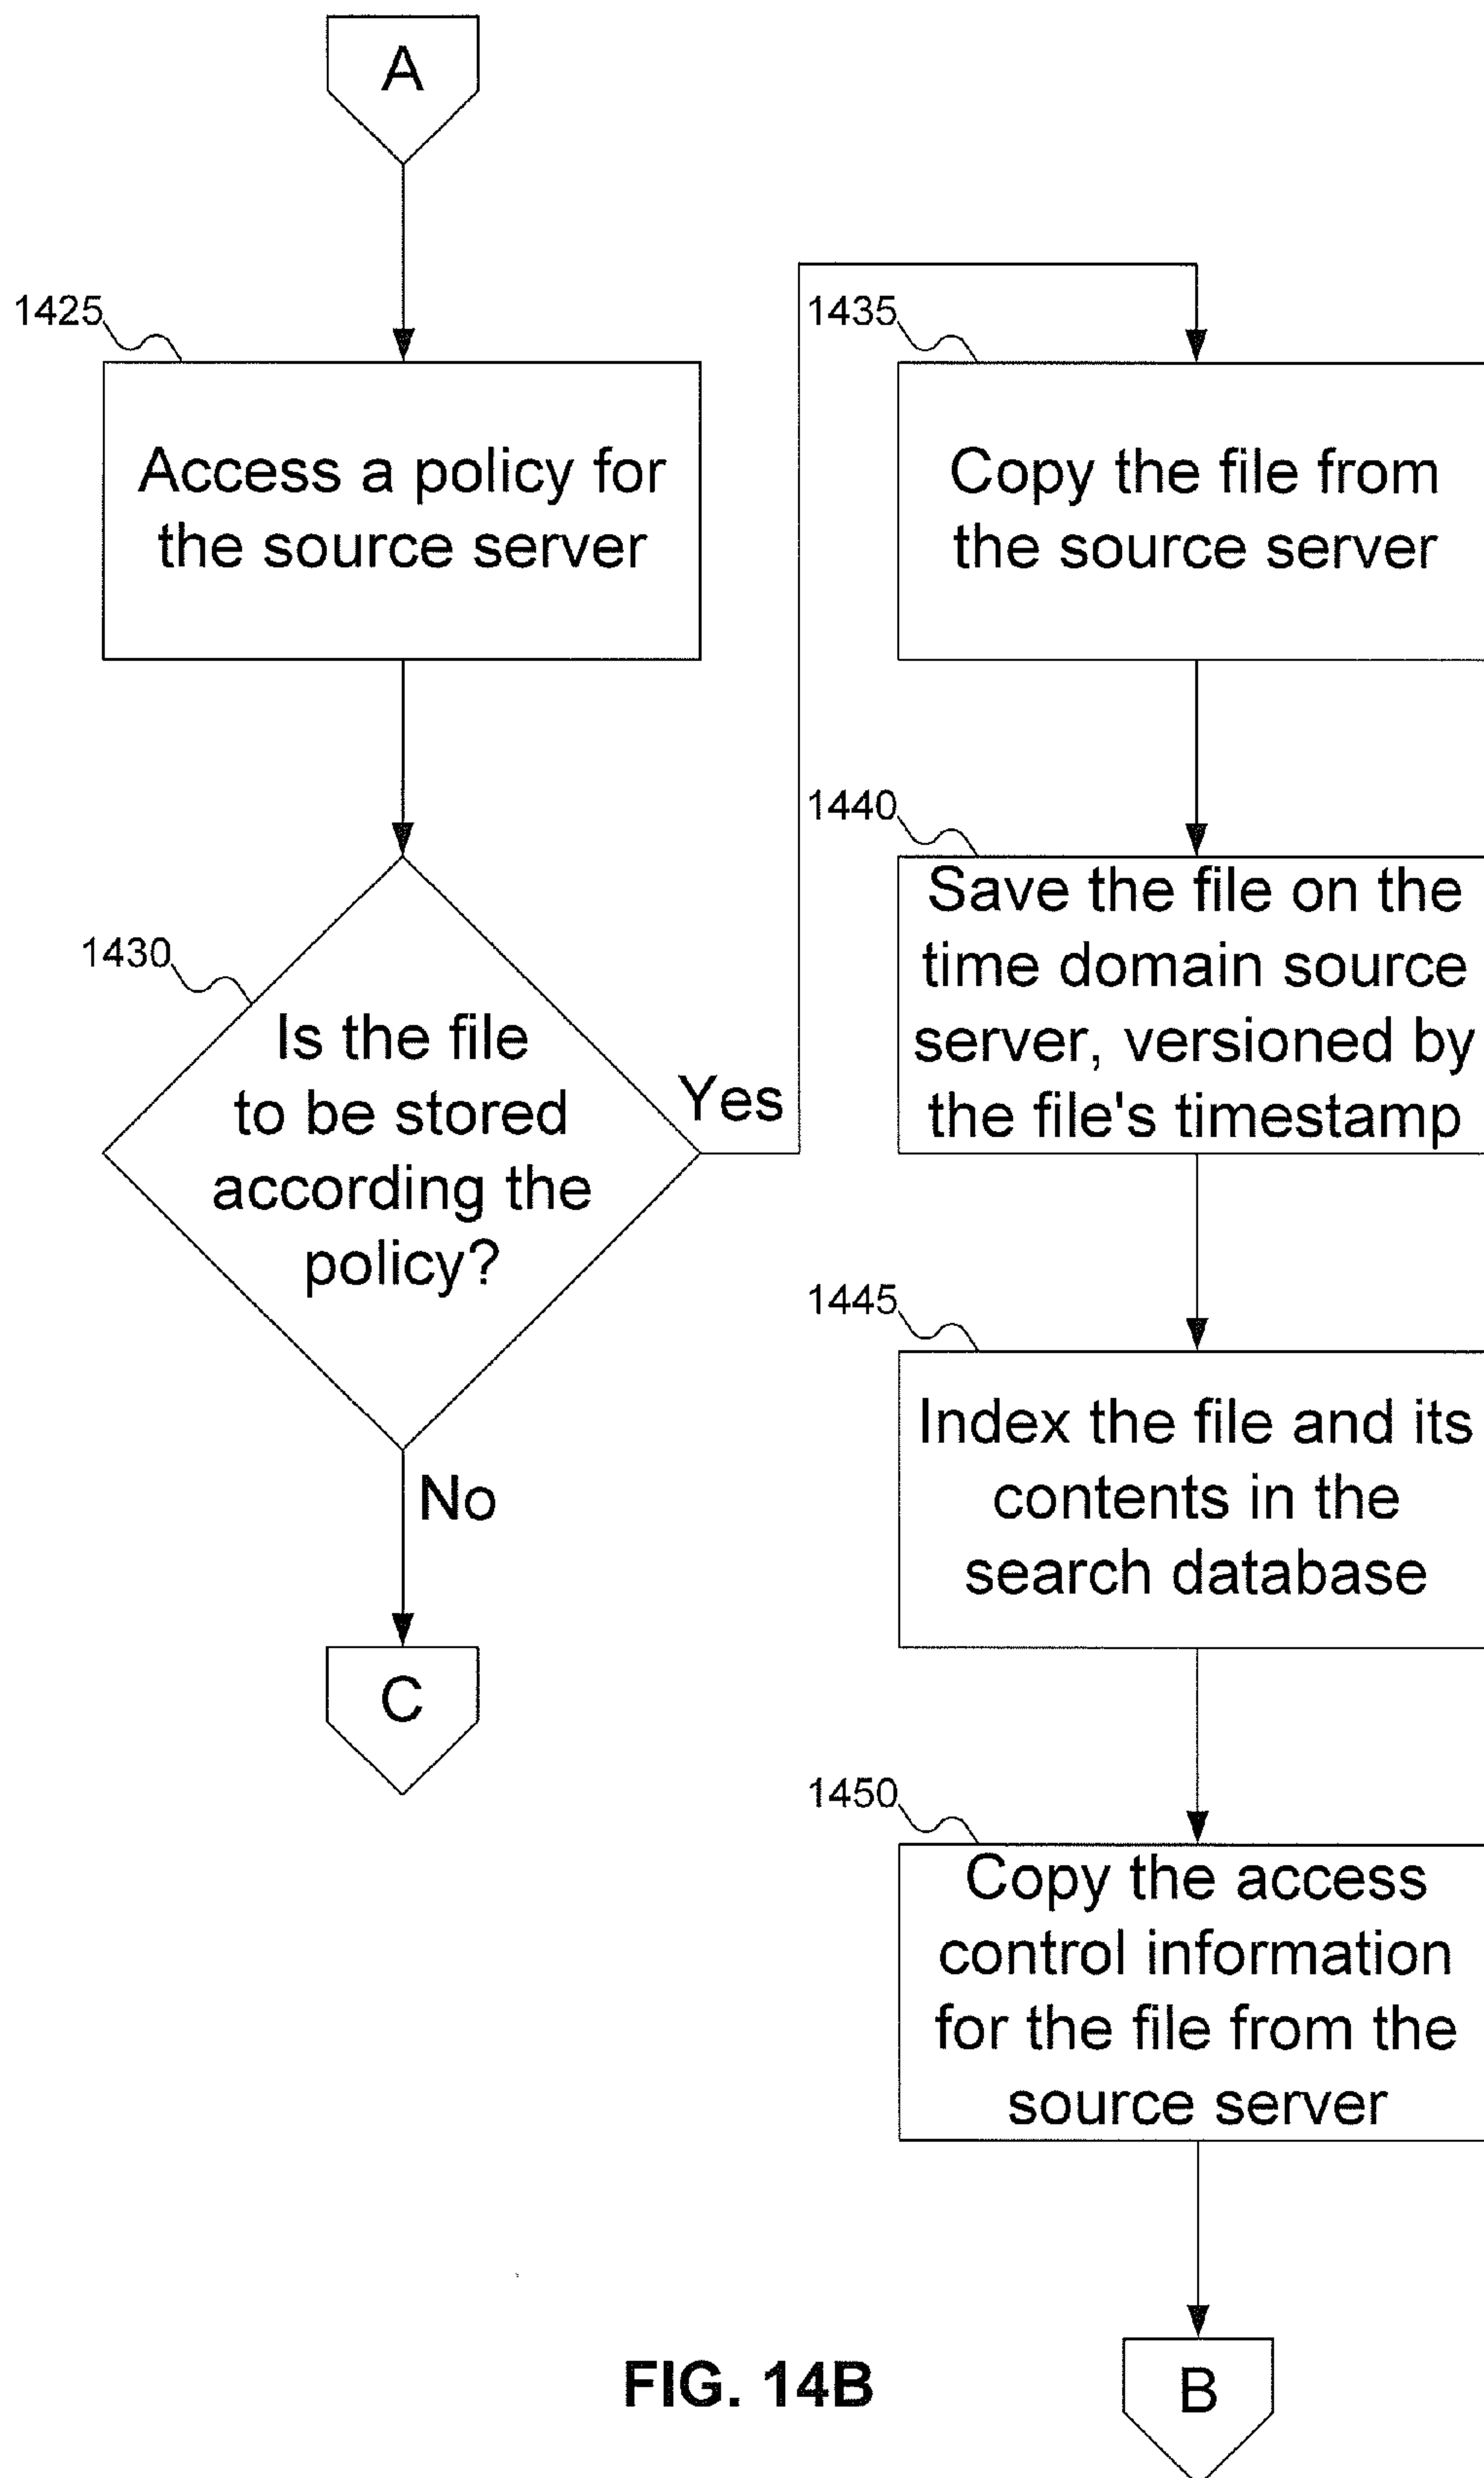 A
1425
Access a policy for
the source server
1430
Is the file
to be stored
according the
policy?
Yes
No
C
1435
Copy the file from
the source server
1440
Save the file on the
time domain source
server, versioned by
the file's timestamp
1445
Index the file and its
contents in the
search database
1450
Copy the access
control information
for the file from the
source server
B
FIG. 14B